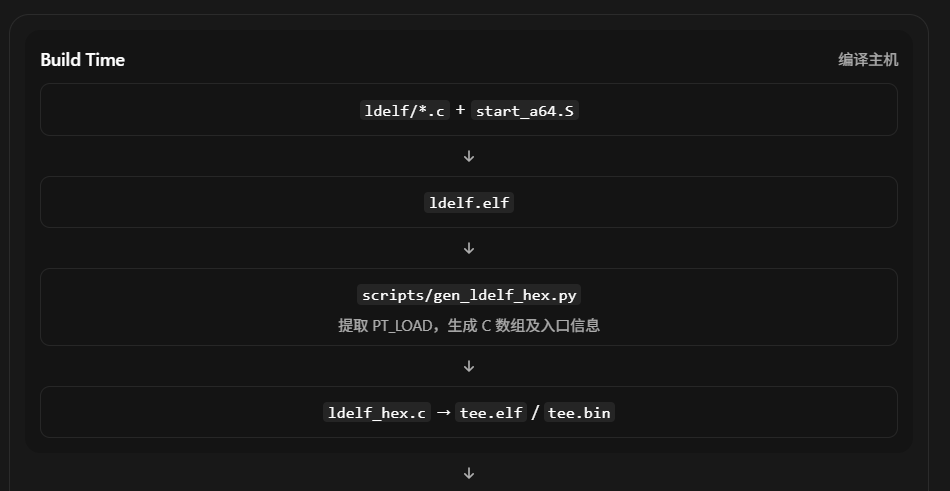 Build Time 编译主机
ldelf/*.c + start_a64.S
↓
ldelf.elf
↓
scripts/gen_ldelf_hex.py
提取 PT_LOAD，生成 C 数组及入口信息
↓
ldelf_hex.c → tee.elf / tee.bin
↓